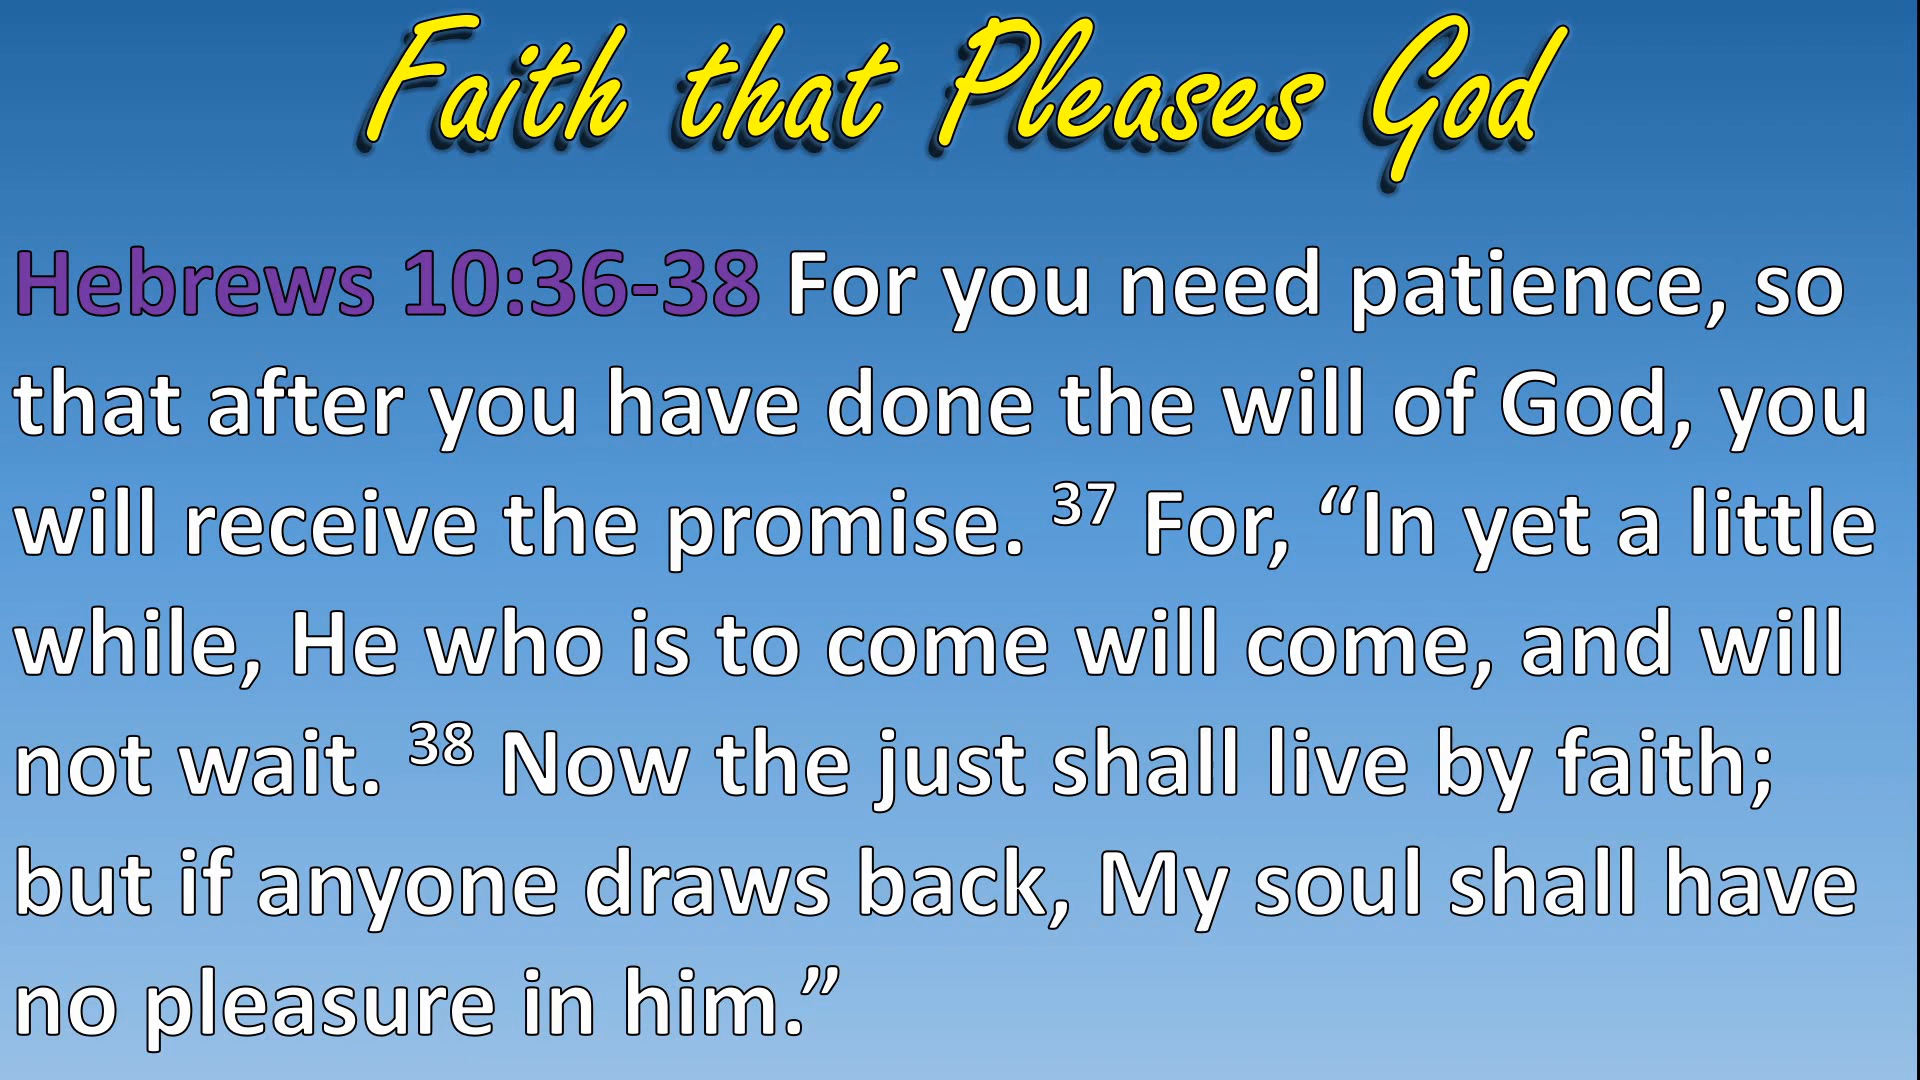 Faith that Pleases God
Hebrews 10:36-38 For you need patience, so
that after you have done the will of God, you
will receive the promise. 37 For, “In yet a little
while, He who is to come will come, and will
not wait. 38 Now the just shall live by faith;
but if anyone draws back, My soul shall have
no pleasure in him.”